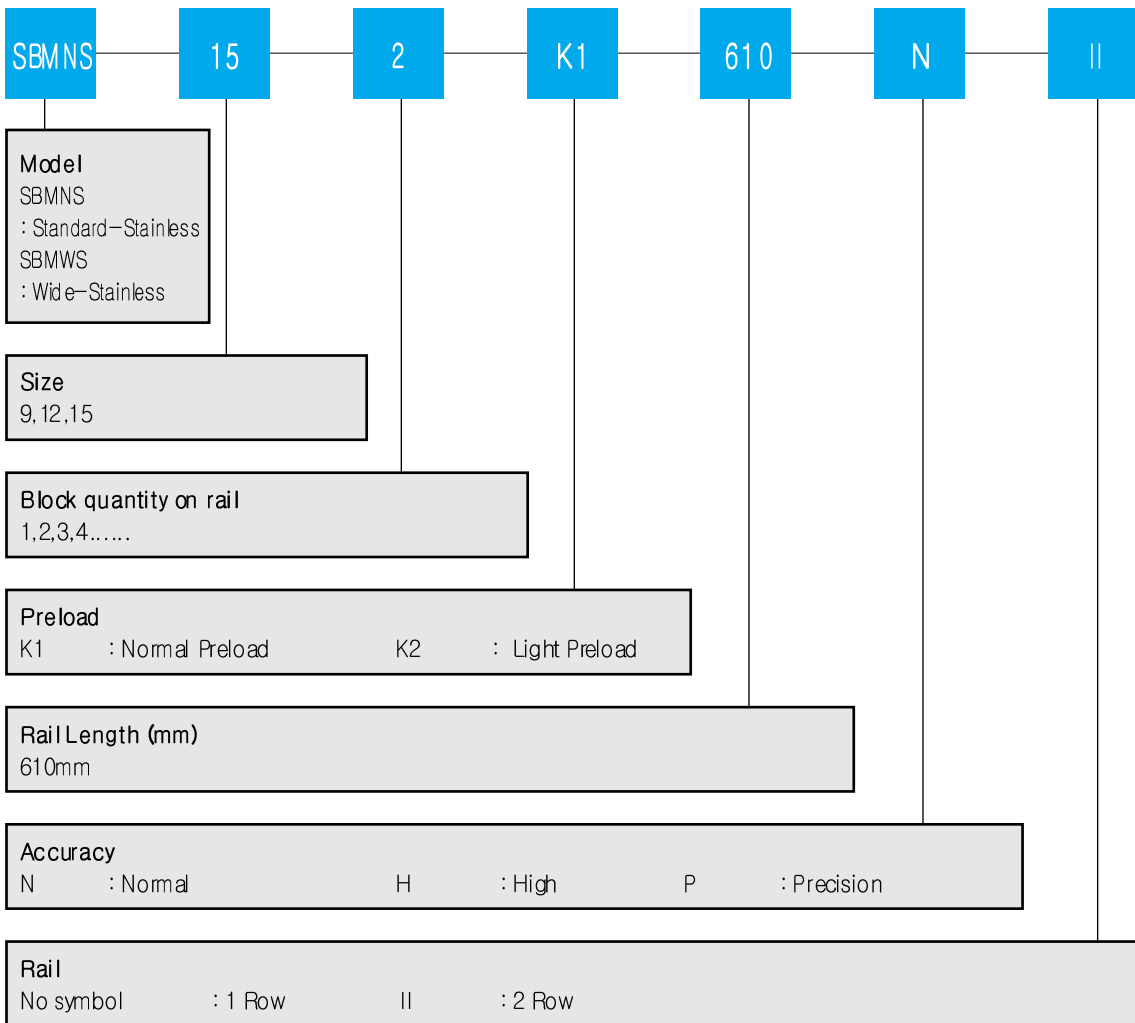 SBMNS 15 2 K1 610 N II
Model
SBMNS
: Standard-Stainless
SBMWS
: Wide-Stainless
Size
9,12,15
Block quantity on rail
1,2,3,4.....
Preload
K1 : Normal Preload K2 : Light Preload
Rail Length (mm)
610mm
Accuracy
N : Normal H : High P : Precision
Rail
No symbol : 1 Row II : 2 Row